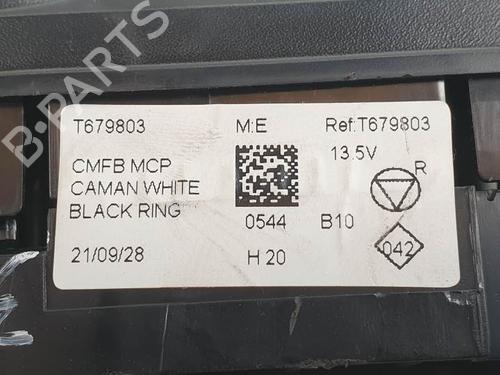 B-PARTS
T679803 M:E Ref:T679803
CMFB MCP 13.5V
CAMAN WHITE R
BLACK RING 0544 B10
21/09/28 H 20 042